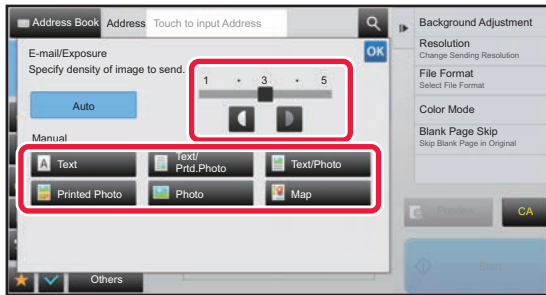 Address Book Address Touch to input Address
E-mail/Exposure
OK
Specify density of image to send.
1 3 5
Auto
Manual
A Text
Text/
Prtd.Photo
Text/Photo
Printed Photo
Photo
Map
Others
Background Adjustment
Resolution
Change Sending Resolution
File Format
Select File Format
Color Mode
Blank Page Skip
Skip Blank Page in Original
Preview
CA
Start